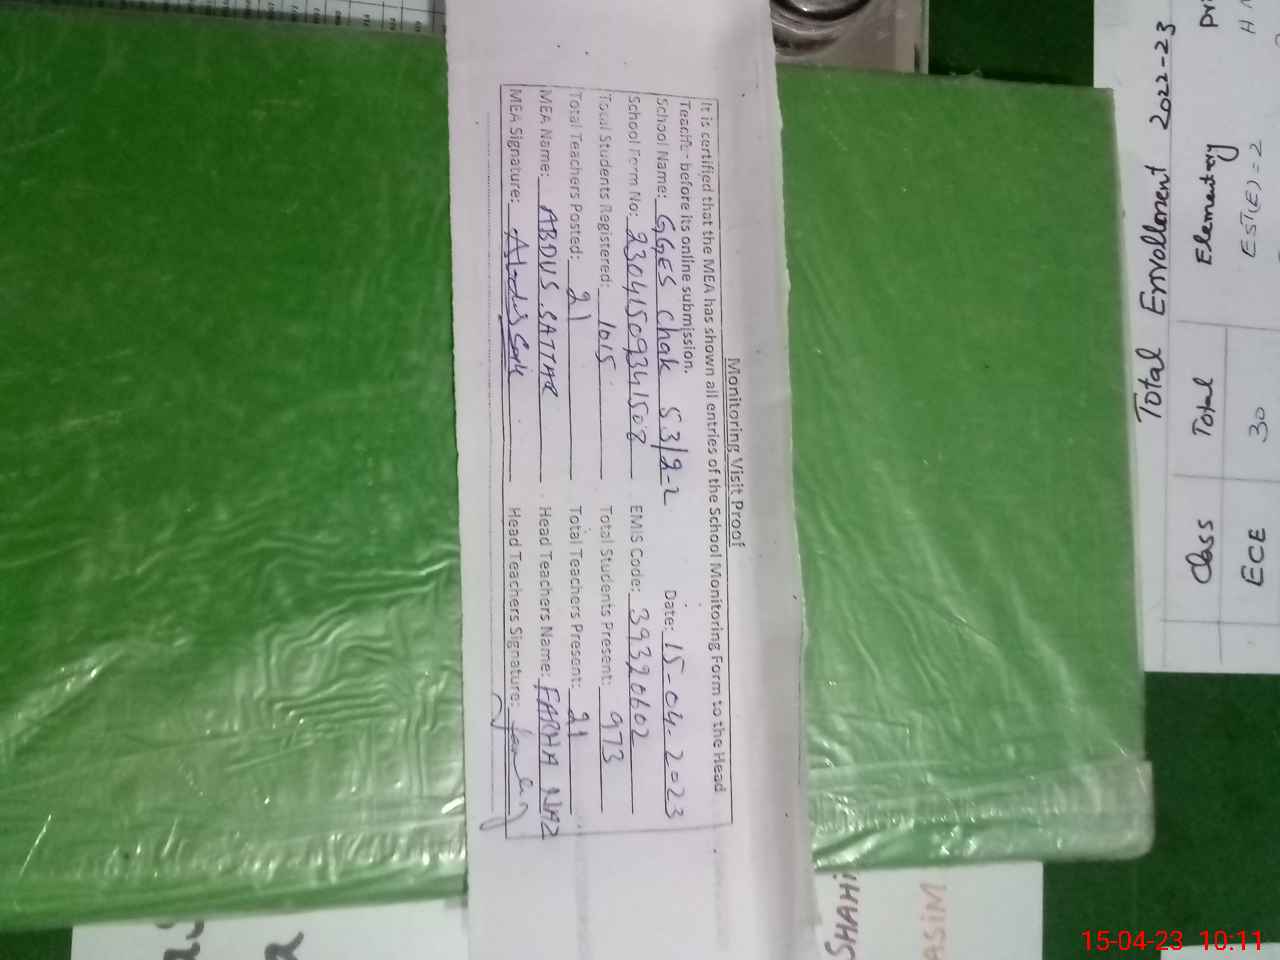 Monitoring Visit Proof
It is certified that the MEA has shown all entries of the School Monitoring Form to the Head
Teacher before its online submission.
School Name: GGES Chak 53/2-L Date: 15-04-2023
School Form No: 23041509341508 EMIS Code: 39320602
Total Students Registered: 1015 Total Students Present: 973
Total Teachers Posted: 21 Total Teachers Present: 21
MEA Name: ABDUS SATTAR Head Teachers Name: FARHA NAZ
MEA Signature: Head Teachers Signature:
Total Enrollment 2022-23
Elementary
EST(E) = 2
Class Total
ECE 30
SHAHI
ASIM
15-04-23 10:11